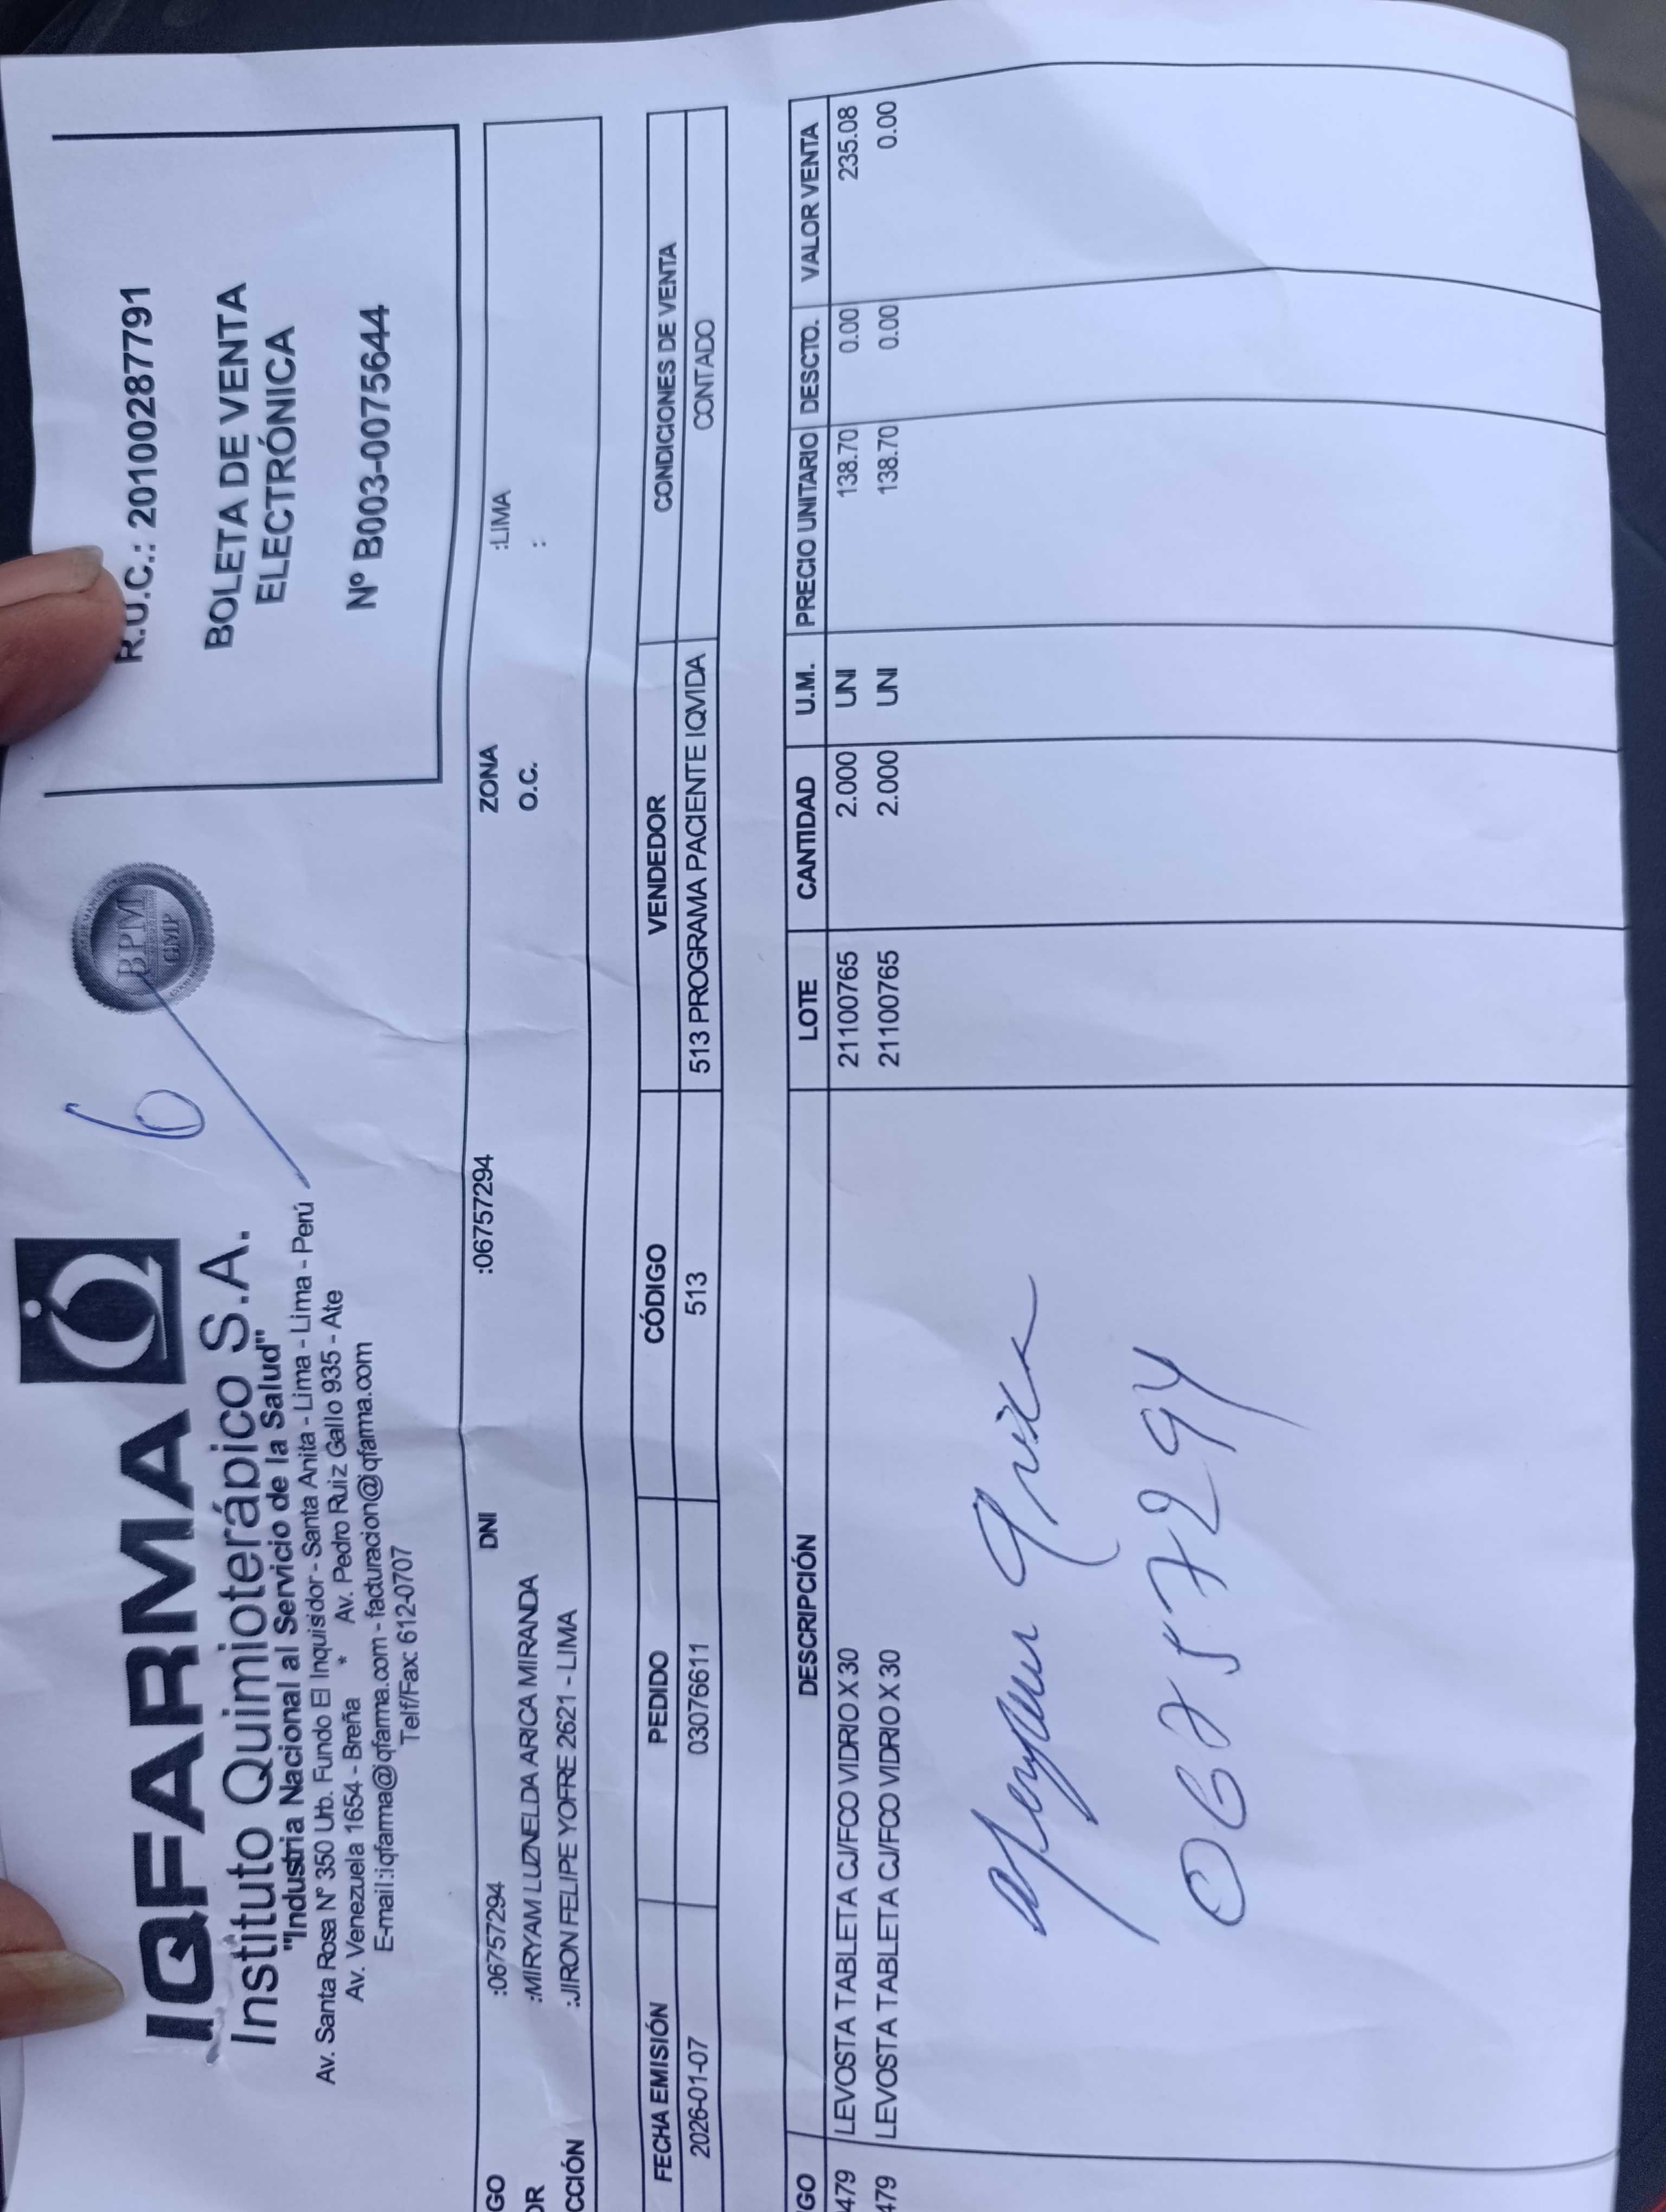 IQFARMA
Instituto Quimioterápico S.A.
"Industria Nacional al Servicio de la Salud"
Av. Santa Rosa N° 350 Urb. Fundo El Inquisidor - Santa Anita - Lima - Perú
Av. Venezuela 1654 - Breña * Av. Pedro Ruiz Gallo 935 - Ate
E-mail:iqfarma@iqfarma.com - facturacion@iqfarma.com
Telf/Fax: 612-0707
6
BPM
GMP
R.U.C.: 20100287791
BOLETA DE VENTA
ELECTRÓNICA
Nº B003-0075644
GO :06757294 DNI :06757294 ZONA :LIMA
OR :MIRYAM LUZNELDA ARICA MIRANDA O.C. :
CCIÓN :JIRON FELIPE YOFRE 2621 - LIMA
FECHA EMISIÓN PEDIDO CÓDIGO VENDEDOR CONDICIONES DE VENTA
2026-01-07 03076611 513 513 PROGRAMA PACIENTE IQVIDA CONTADO
GO DESCRIPCIÓN LOTE CANTIDAD U.M. PRECIO UNITARIO DESCTO. VALOR VENTA
479 LEVOSTA TABLETA CJ/FCO VIDRIO X 30 21100765 2.000 UNI 138.70 0.00 235.08
479 LEVOSTA TABLETA CJ/FCO VIDRIO X 30 21100765 2.000 UNI 138.70 0.00 0.00
06757294